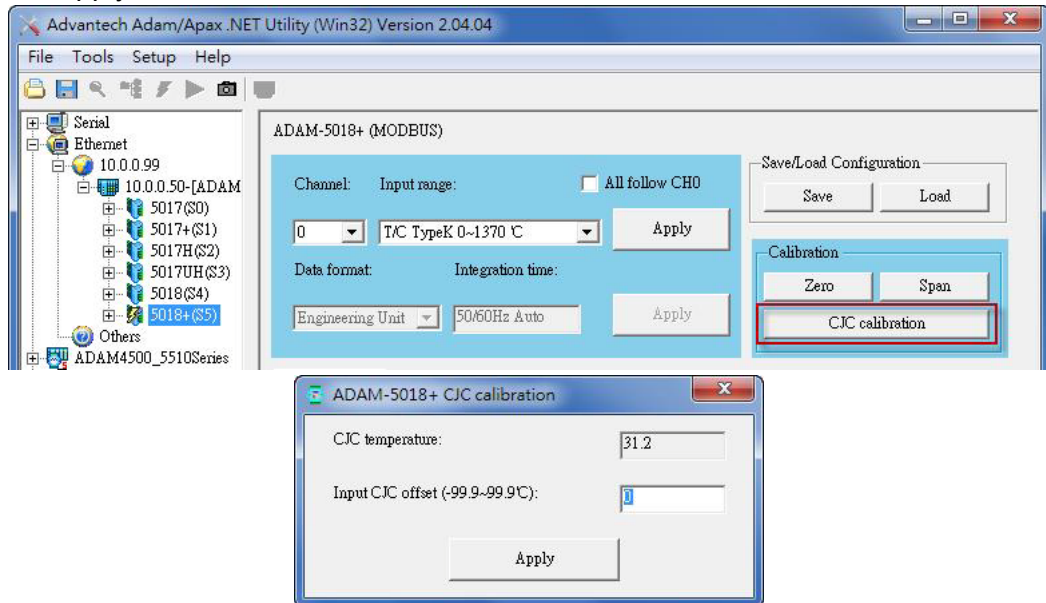 Advantech Adam/Apax .NET Utility (Win32) Version 2.04.04
File Tools Setup Help
Serial
Ethernet
10.0.0.99
10.0.0.50-[ADAM
5017(S0)
5017+(S1)
5017H(S2)
5017UH(S3)
5018(S4)
5018+(S5)
Others
ADAM4500_5510Series
ADAM-5018+ (MODBUS)
Channel: Input range: All follow CH0
0 T/C TypeK 0~1370 ℃ Apply
Data format: Integration time:
Engineering Unit 50/60Hz Auto Apply
Save/Load Configuration
Save Load
Calibration
Zero Span
CJC calibration
ADAM-5018+ CJC calibration
CJC temperature: 31.2
Input CJC offset (-99.9~99.9℃): 0
Apply